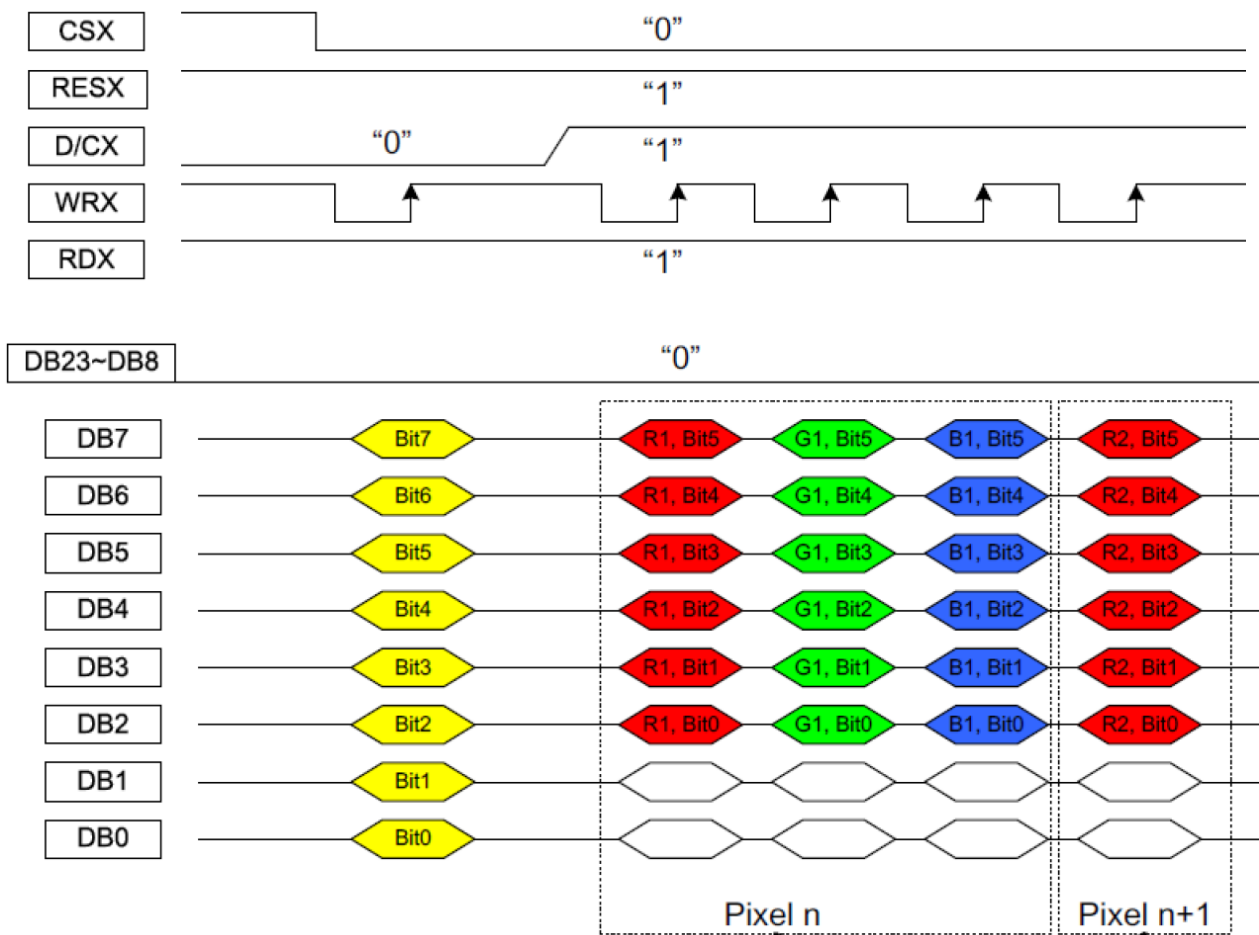 CSX “0”
RESX “1”
D/CX “0” “1”
WRX
RDX “1”
DB23~DB8 “0”
DB7 Bit7 R1, Bit5 G1, Bit5 B1, Bit5 R2, Bit5
DB6 Bit6 R1, Bit4 G1, Bit4 B1, Bit4 R2, Bit4
DB5 Bit5 R1, Bit3 G1, Bit3 B1, Bit3 R2, Bit3
DB4 Bit4 R1, Bit2 G1, Bit2 B1, Bit2 R2, Bit2
DB3 Bit3 R1, Bit1 G1, Bit1 B1, Bit1 R2, Bit1
DB2 Bit2 R1, Bit0 G1, Bit0 B1, Bit0 R2, Bit0
DB1 Bit1
DB0 Bit0
Pixel n Pixel n+1